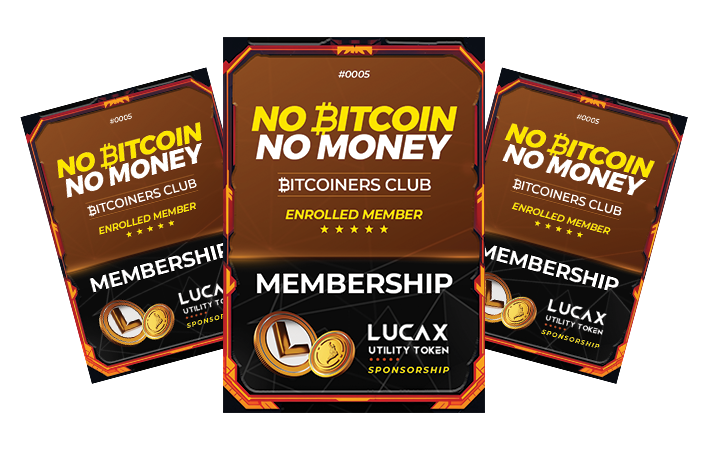 #0005
NO ₿ITCOIN
NO MONEY
₿ITCOINERS CLUB
ENROLLED MEMBER
MEMBERSHIP
L
LUCAX
UTILITY TOKEN
SPONSORSHIP
#0005
NO ₿ITCOIN
NO MONEY
₿ITCOINERS CLUB
ENROLLED MEMBER
MEMBERSHIP
L
LUCAX
UTILITY TOKEN
SPONSORSHIP
#0005
NO ₿ITCOIN
NO MONEY
₿ITCOINERS CLUB
ENROLLED MEMBER
MEMBERSHIP
L
LUCAX
UTILITY TOKEN
SPONSORSHIP